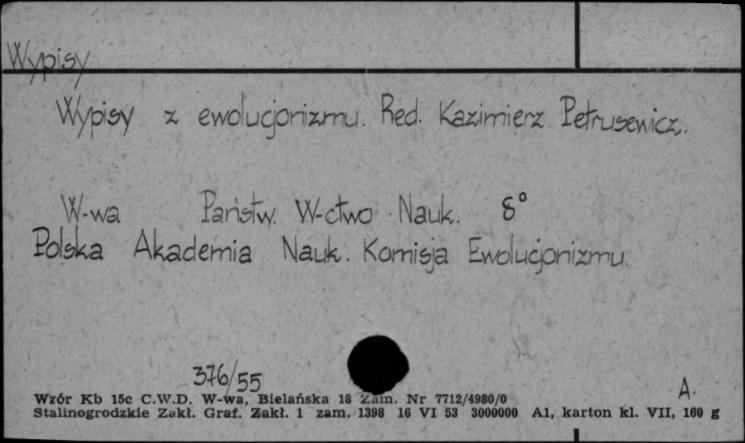 Wypisy
Wypisy z ewolucjonizmu. Red. Kazimierz Petrusewicz.
W-wa Państw. W-ctwo Nauk. 8°
Polska Akademia Nauk. Komisja Ewolucjonizmu.
376/55
A.
Wzór Kb 15c C.W.D. W-wa, Bielańska 18 Zam. Nr 7712/4980/0
Stalinogrodzkie Zakł. Graf. Zakł. 1 zam. 1398 16 VI 53 3000000 A1, karton kl. VII, 160 g